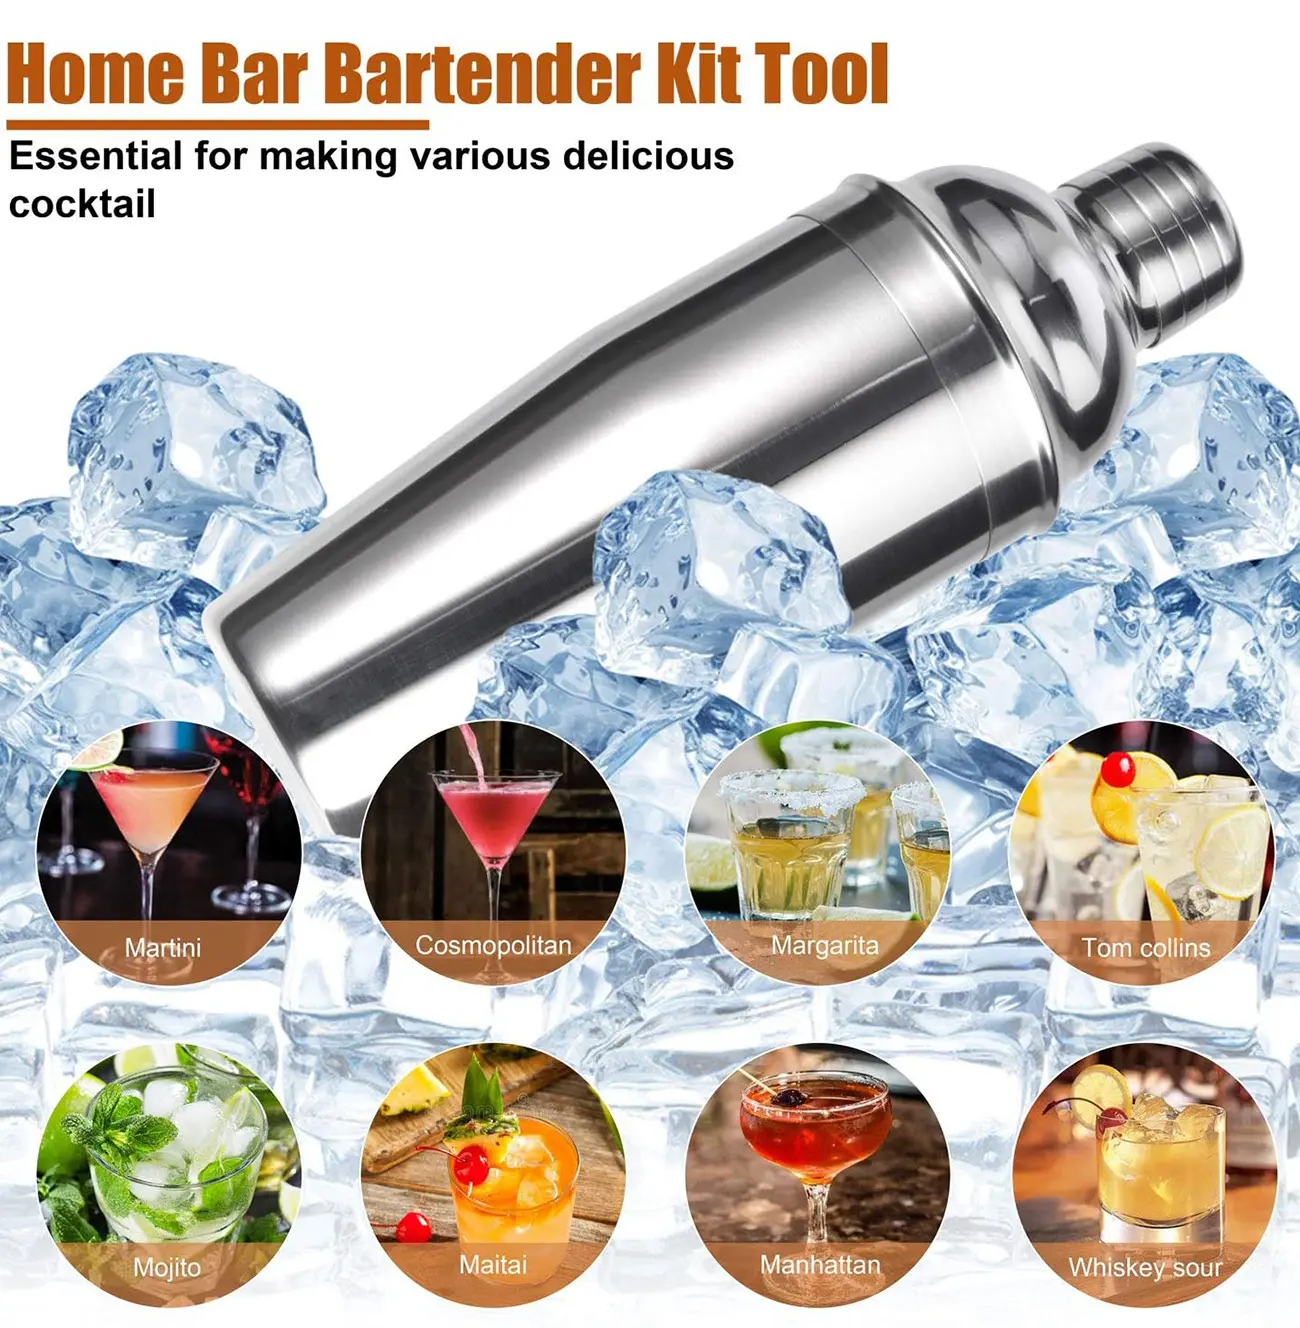 Home Bar Bartender Kit Tool
Essential for making various delicious
cocktail
Martini
Cosmopolitan
Margarita
Tom collins
Mojito
Maitai
Manhattan
Whiskey sour